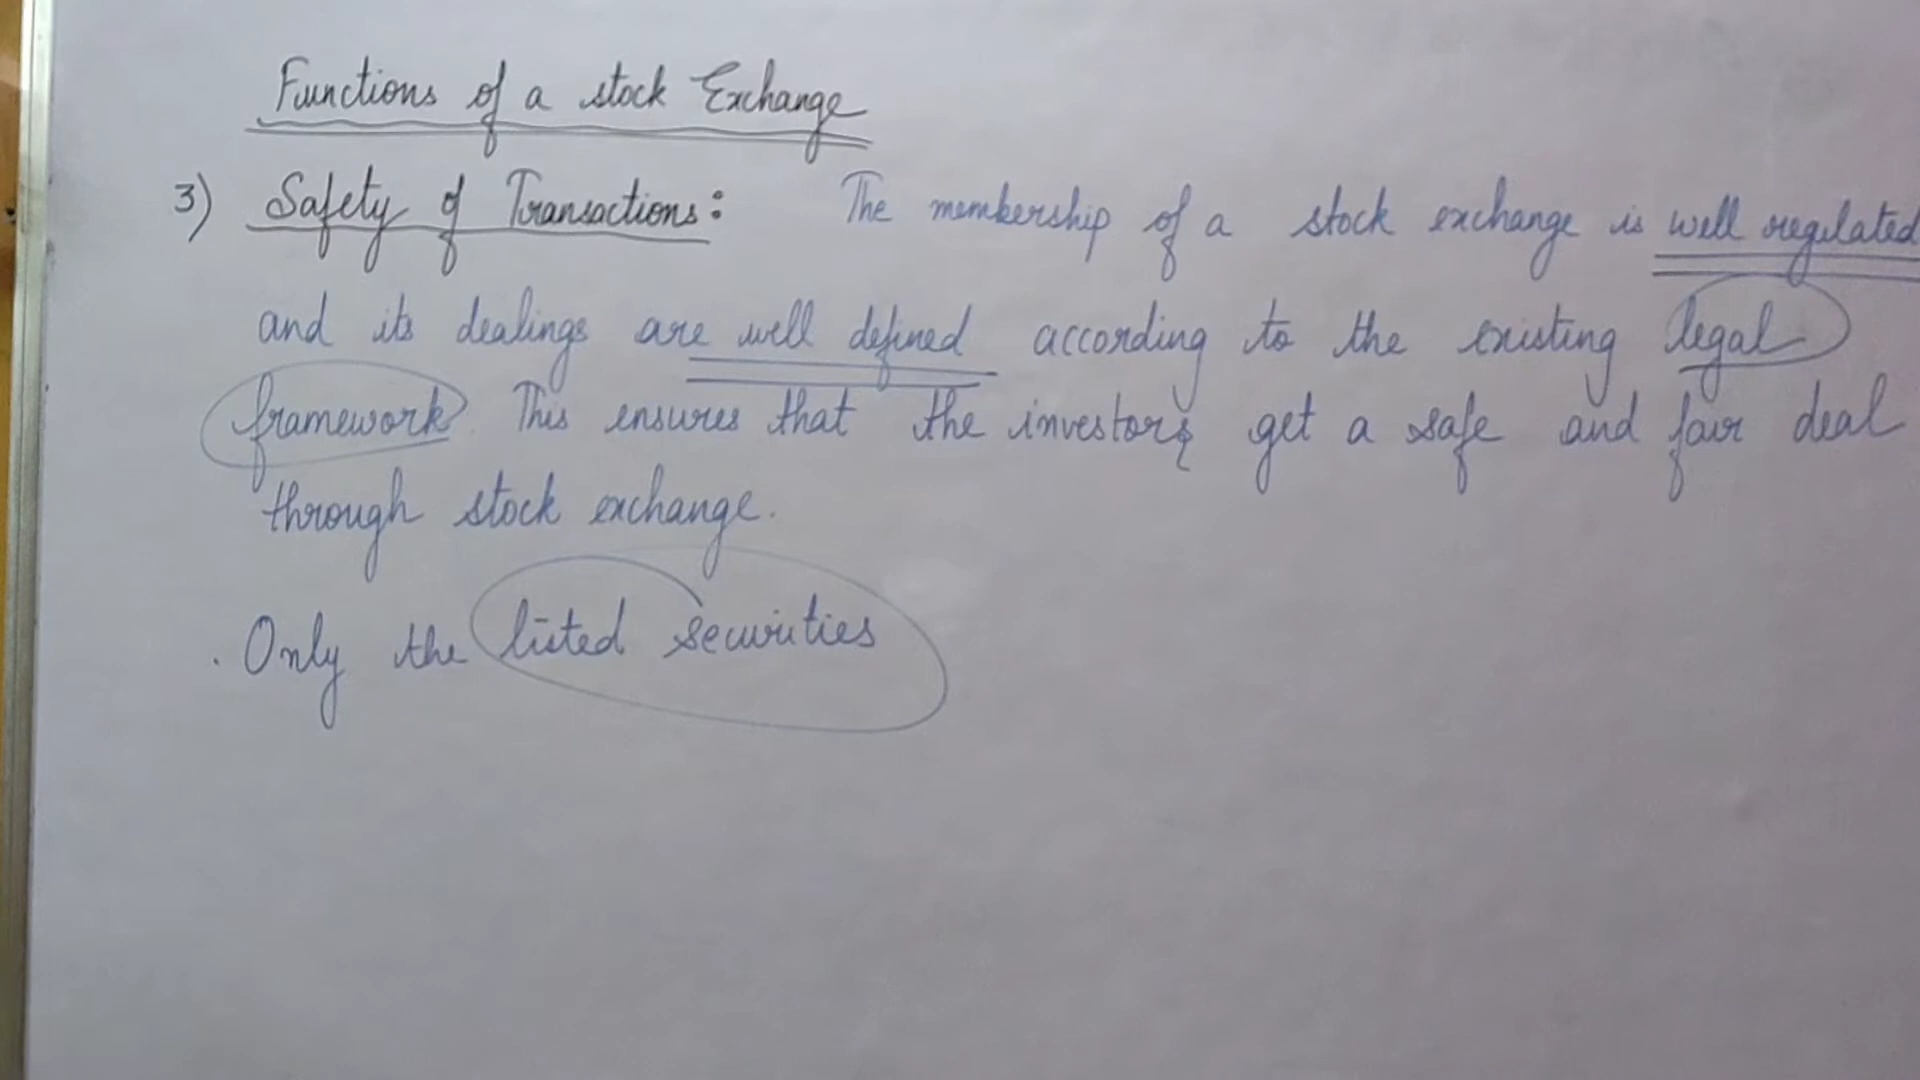 Functions of a stock Exchange
3) Safety of Transactions: The membership of a stock exchange is well regulated
and its dealings are well defined according to the existing legal
framework. This ensures that the investors get a safe and fair deal
through stock exchange.
. Only the listed securities